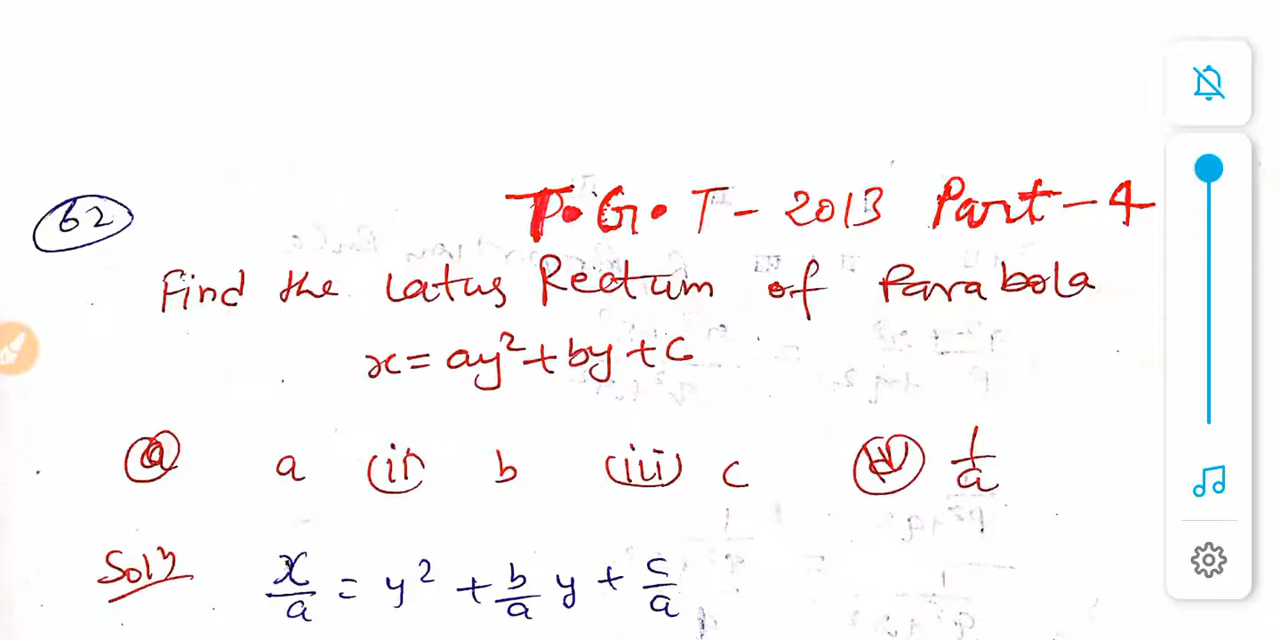 62
T.G.T - 2013 Part-4
Find the Latus Rectum of Parabola
x = ay² + by + c
(a) a (ii) b (iii) c (iv) 1/a
Solⁿ x/a = y² + b/a y + c/a